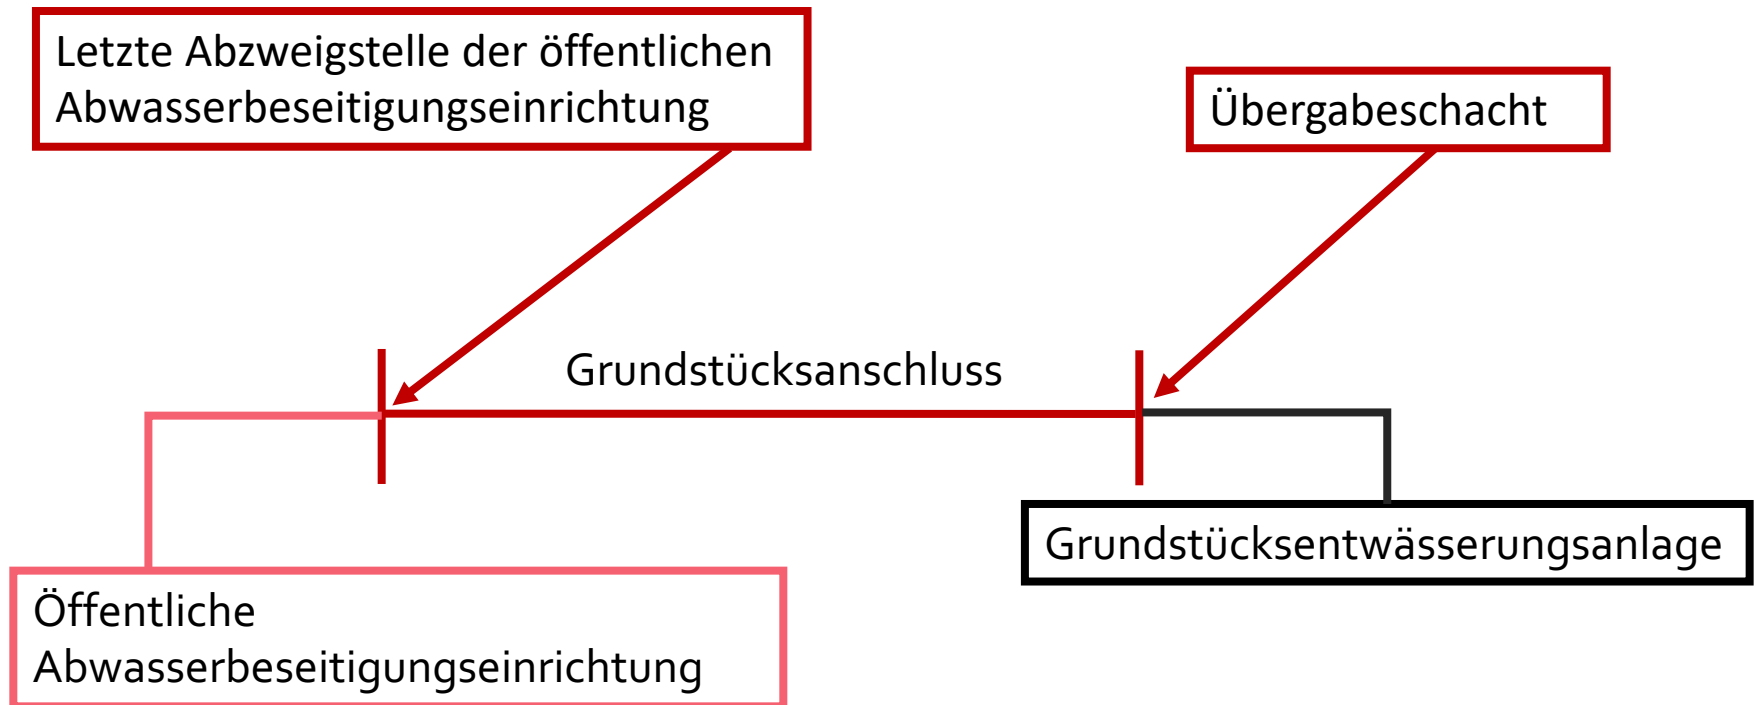 Letzte Abzweigstelle der öffentlichen
Abwasserbeseitigungseinrichtung
Übergabeschacht
Grundstücksanschluss
Grundstücksentwässerungsanlage
Öffentliche
Abwasserbeseitigungseinrichtung